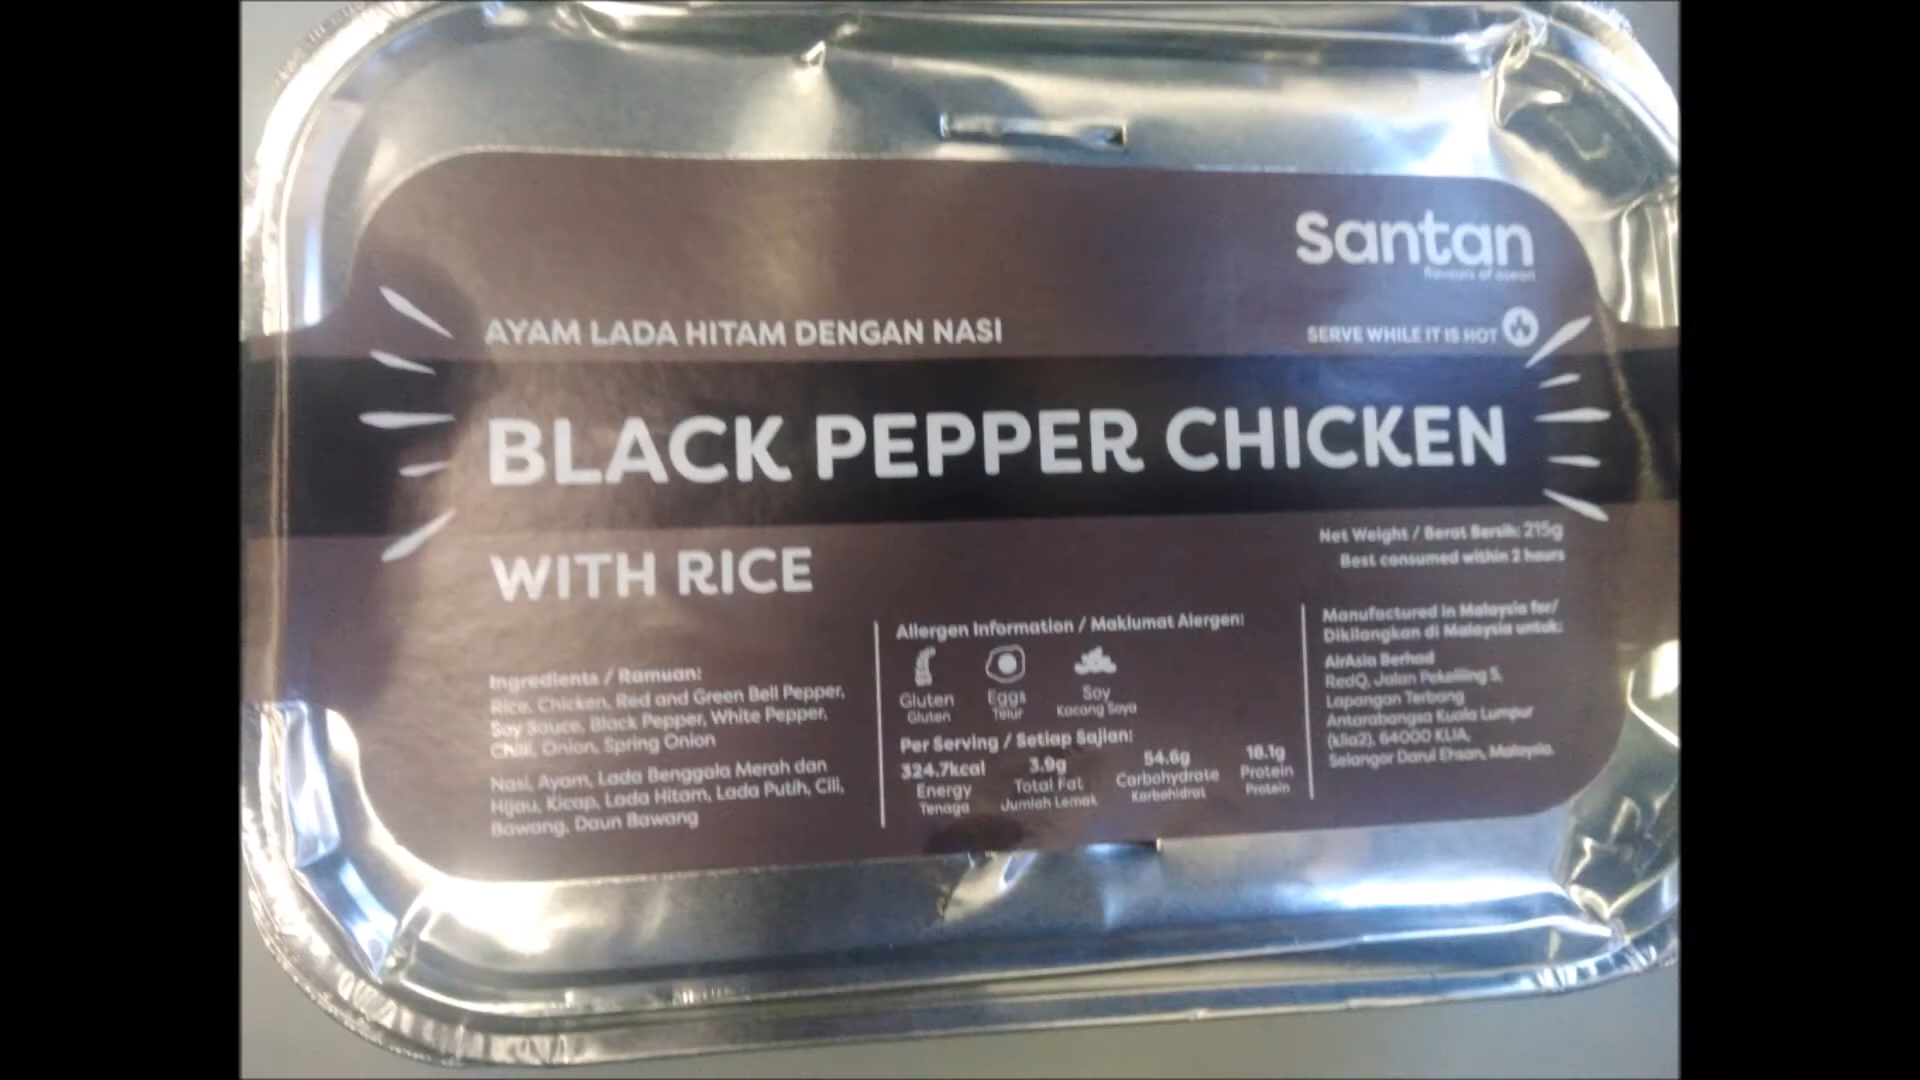 Santan
flavours of asean
AYAM LADA HITAM DENGAN NASI
SERVE WHILE IT IS HOT
BLACK PEPPER CHICKEN
WITH RICE
Net Weight / Berat Bersih: 215g
Best consumed within 2 hours
Ingredients / Ramuan:
Rice, Chicken, Red and Green Bell Pepper,
Soy Sauce, Black Pepper, White Pepper,
Chili, Onion, Spring Onion
Nasi, Ayam, Lada Benggala Merah dan
Hijau, Kicap, Lada Hitam, Lada Putih, Cili,
Bawang, Daun Bawang
Allergen Information / Maklumat Alergen:
Gluten Eggs Soy
Gluten Telur Kacang Soya
Per Serving / Setiap Sajian:
324.7kcal 3.9g 54.6g 18.1g
Energy Total Fat Carbohydrate Protein
Tenaga Jumlah Lemak Karbohidrat Protein
Manufactured in Malaysia for/
Dikilangkan di Malaysia untuk:
AirAsia Berhad
RedQ, Jalan Pekeliling 5,
Lapangan Terbang
Antarabangsa Kuala Lumpur
(klia2), 64000 KLIA,
Selangor Darul Ehsan, Malaysia.